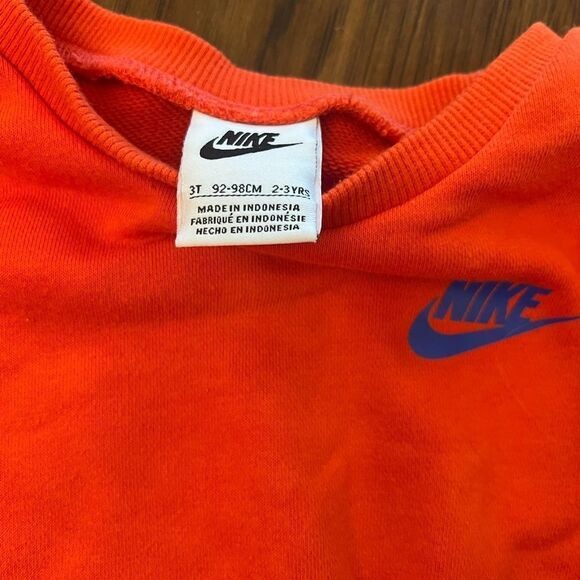 NIKE
3T 92-98CM 2-3YRS
MADE IN INDONESIA
FABRIQUÉ EN INDONÉSIE
HECHO EN INDONESIA
NIKE